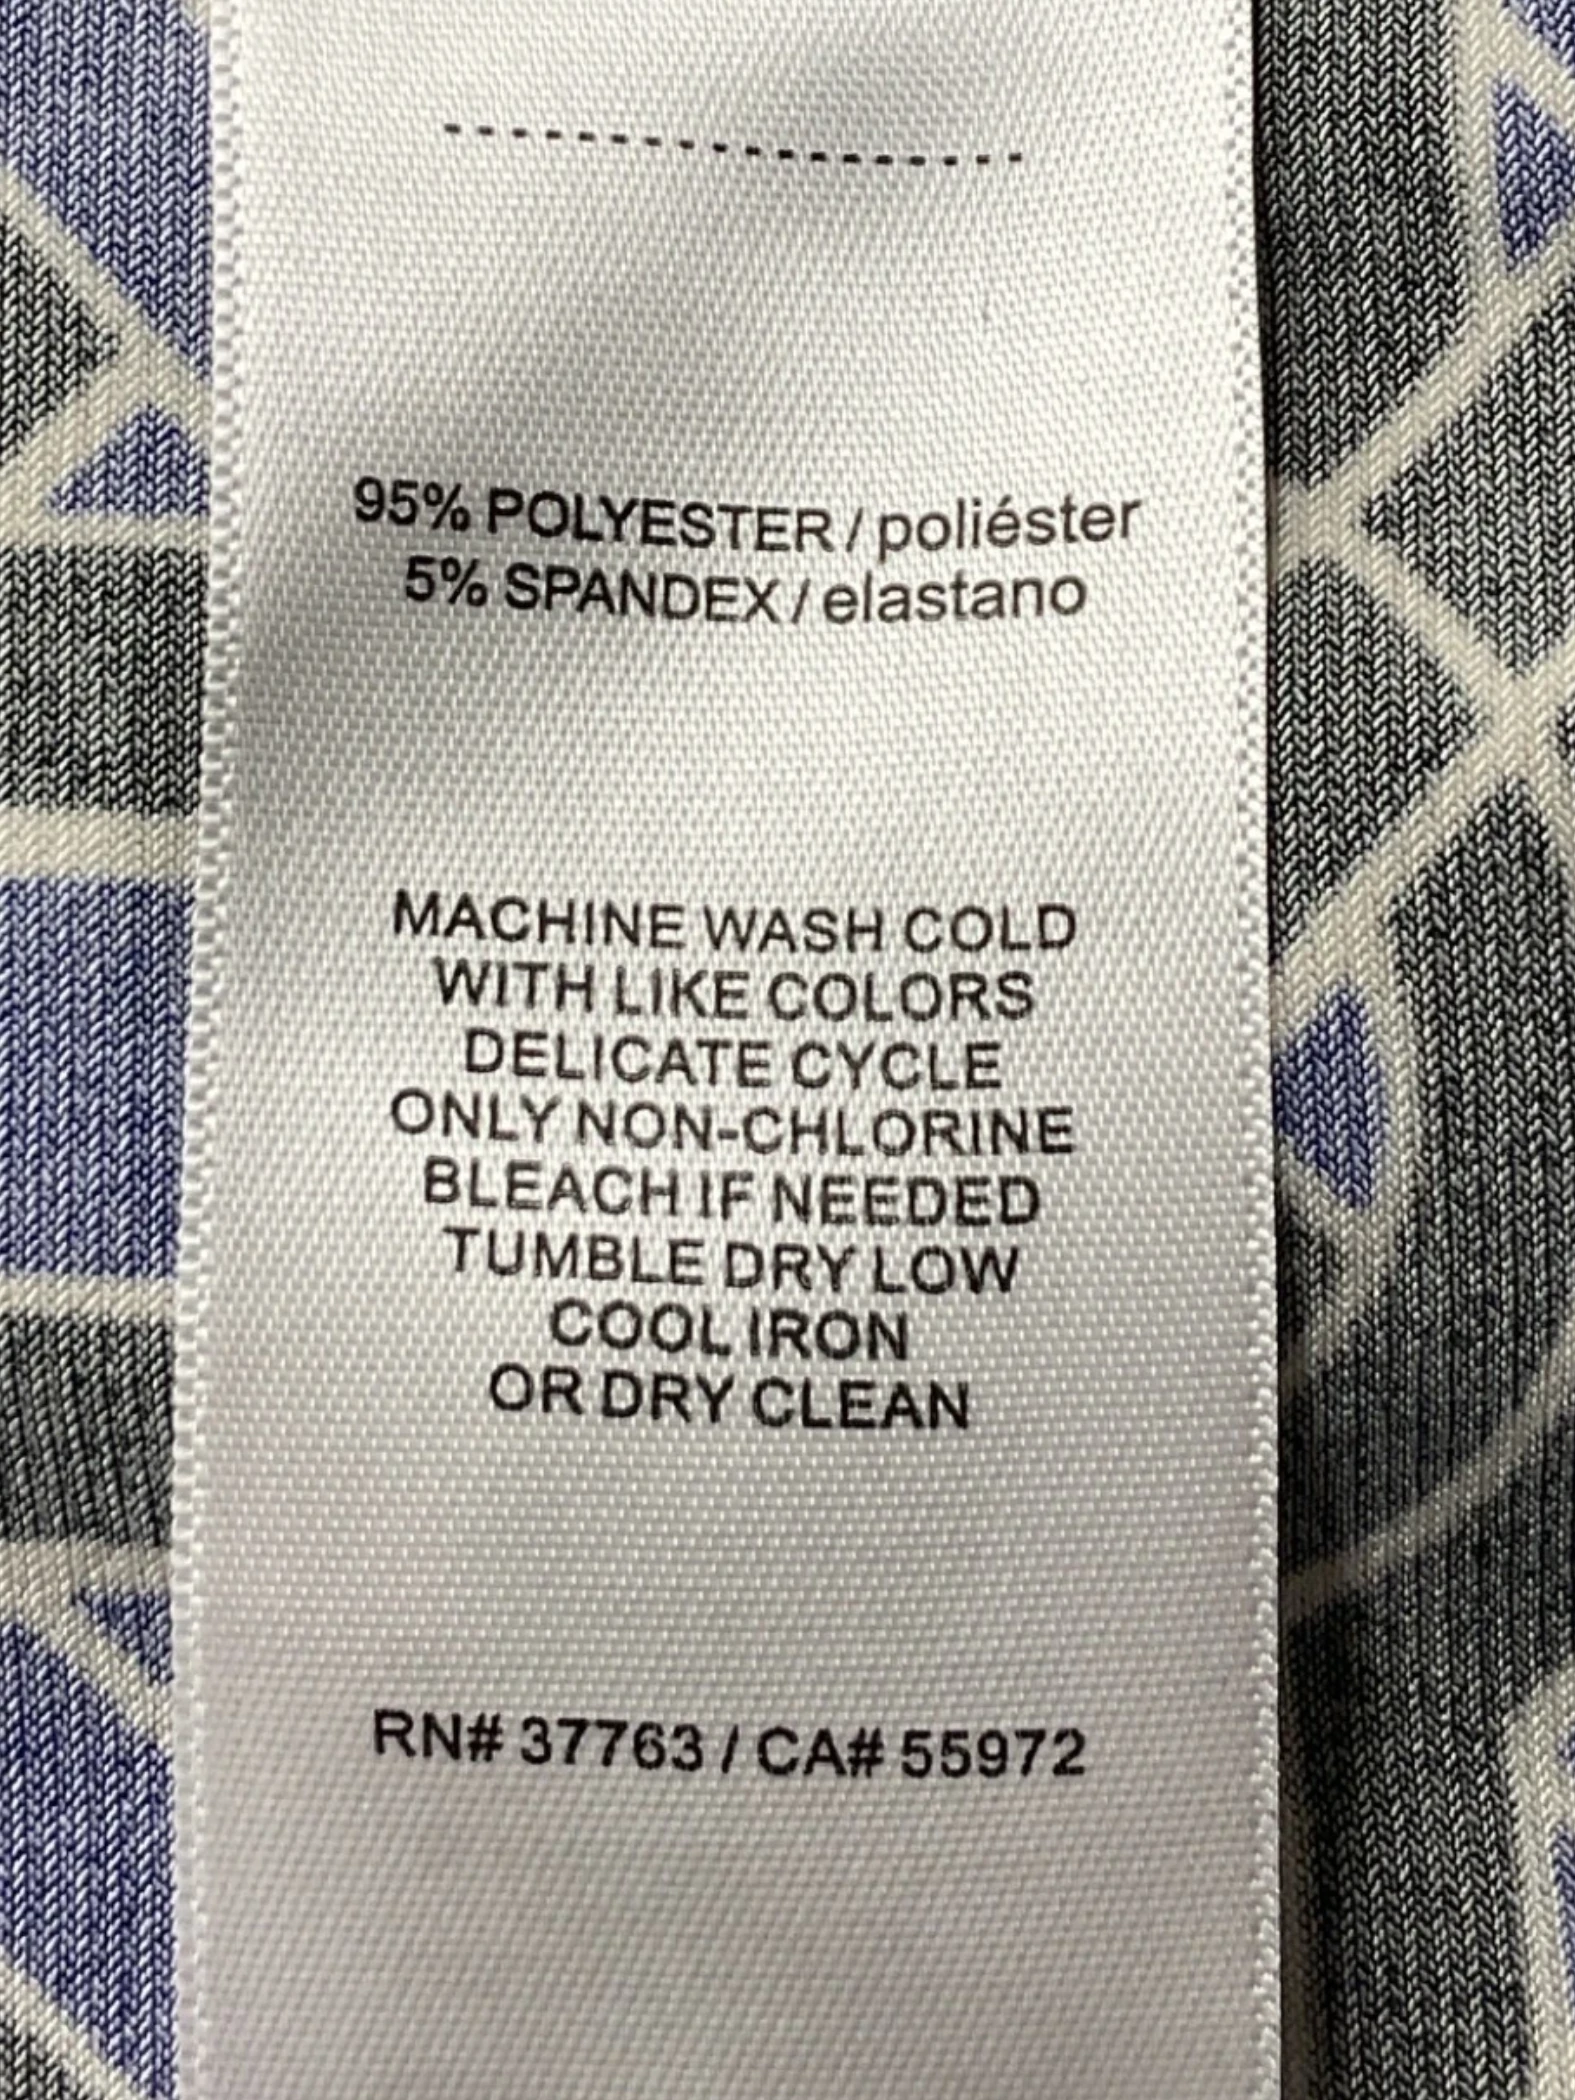 95% POLYESTER / poliéster
5% SPANDEX / elastano
MACHINE WASH COLD
WITH LIKE COLORS
DELICATE CYCLE
ONLY NON-CHLORINE
BLEACH IF NEEDED
TUMBLE DRY LOW
COOL IRON
OR DRY CLEAN
RN# 37763 / CA# 55972